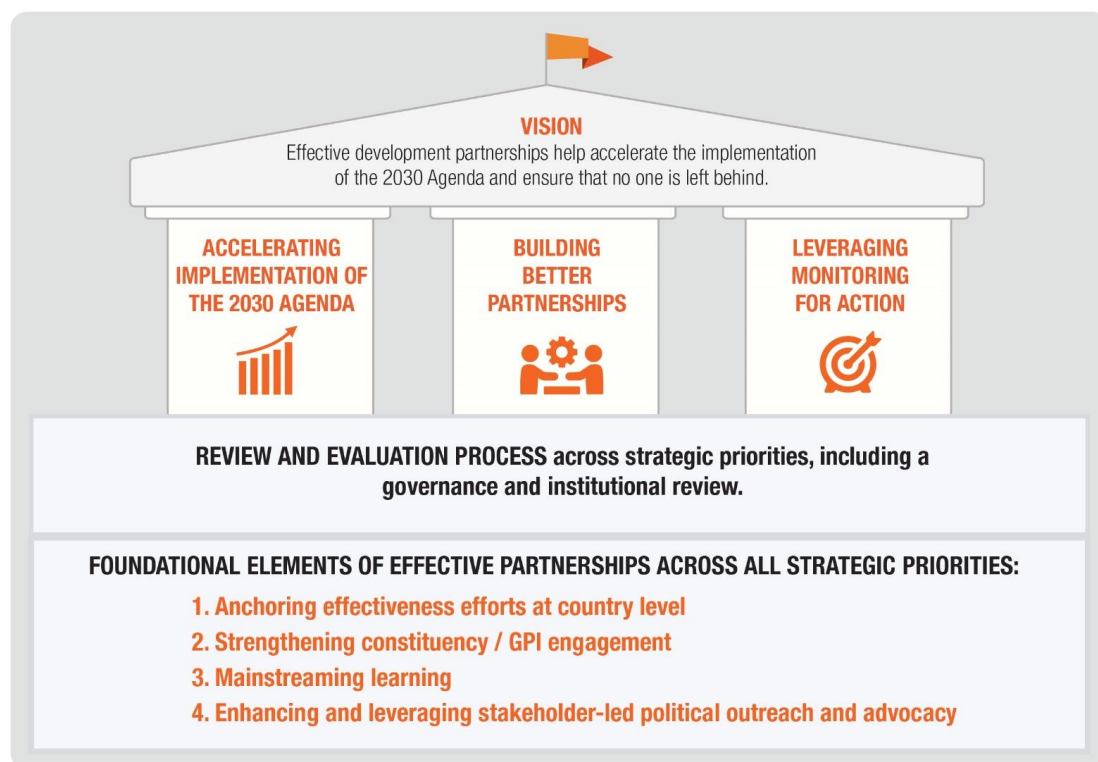 VISION
Effective development partnerships help accelerate the implementation
of the 2030 Agenda and ensure that no one is left behind.
ACCELERATING
IMPLEMENTATION OF
THE 2030 AGENDA
BUILDING
BETTER
PARTNERSHIPS
LEVERAGING
MONITORING
FOR ACTION
REVIEW AND EVALUATION PROCESS across strategic priorities, including a
governance and institutional review.
FOUNDATIONAL ELEMENTS OF EFFECTIVE PARTNERSHIPS ACROSS ALL STRATEGIC PRIORITIES:
1. Anchoring effectiveness efforts at country level
2. Strengthening constituency / GPI engagement
3. Mainstreaming learning
4. Enhancing and leveraging stakeholder-led political outreach and advocacy